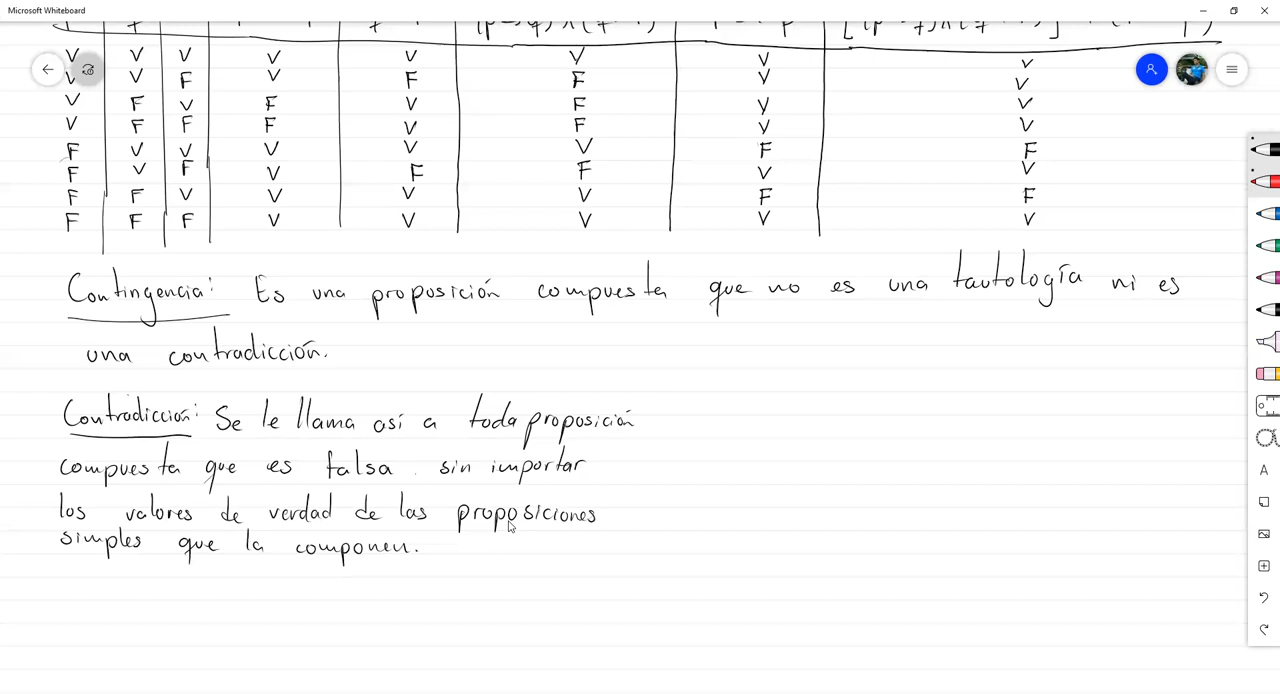 Microsoft Whiteboard
V V V V V V V V
V V F V F F V V
V F V F V F V V
V F F F V F V V
F V V V V V F F
F V F V F F V V
F F V V V V F F
F F F V V V V V
Contingencia: Es una proposición compuesta que no es una tautología ni es
una contradicción.
Contradicción: Se le llama así a toda proposición
compuesta que es falsa sin importar
los valores de verdad de las proposiciones
simples que la componen.